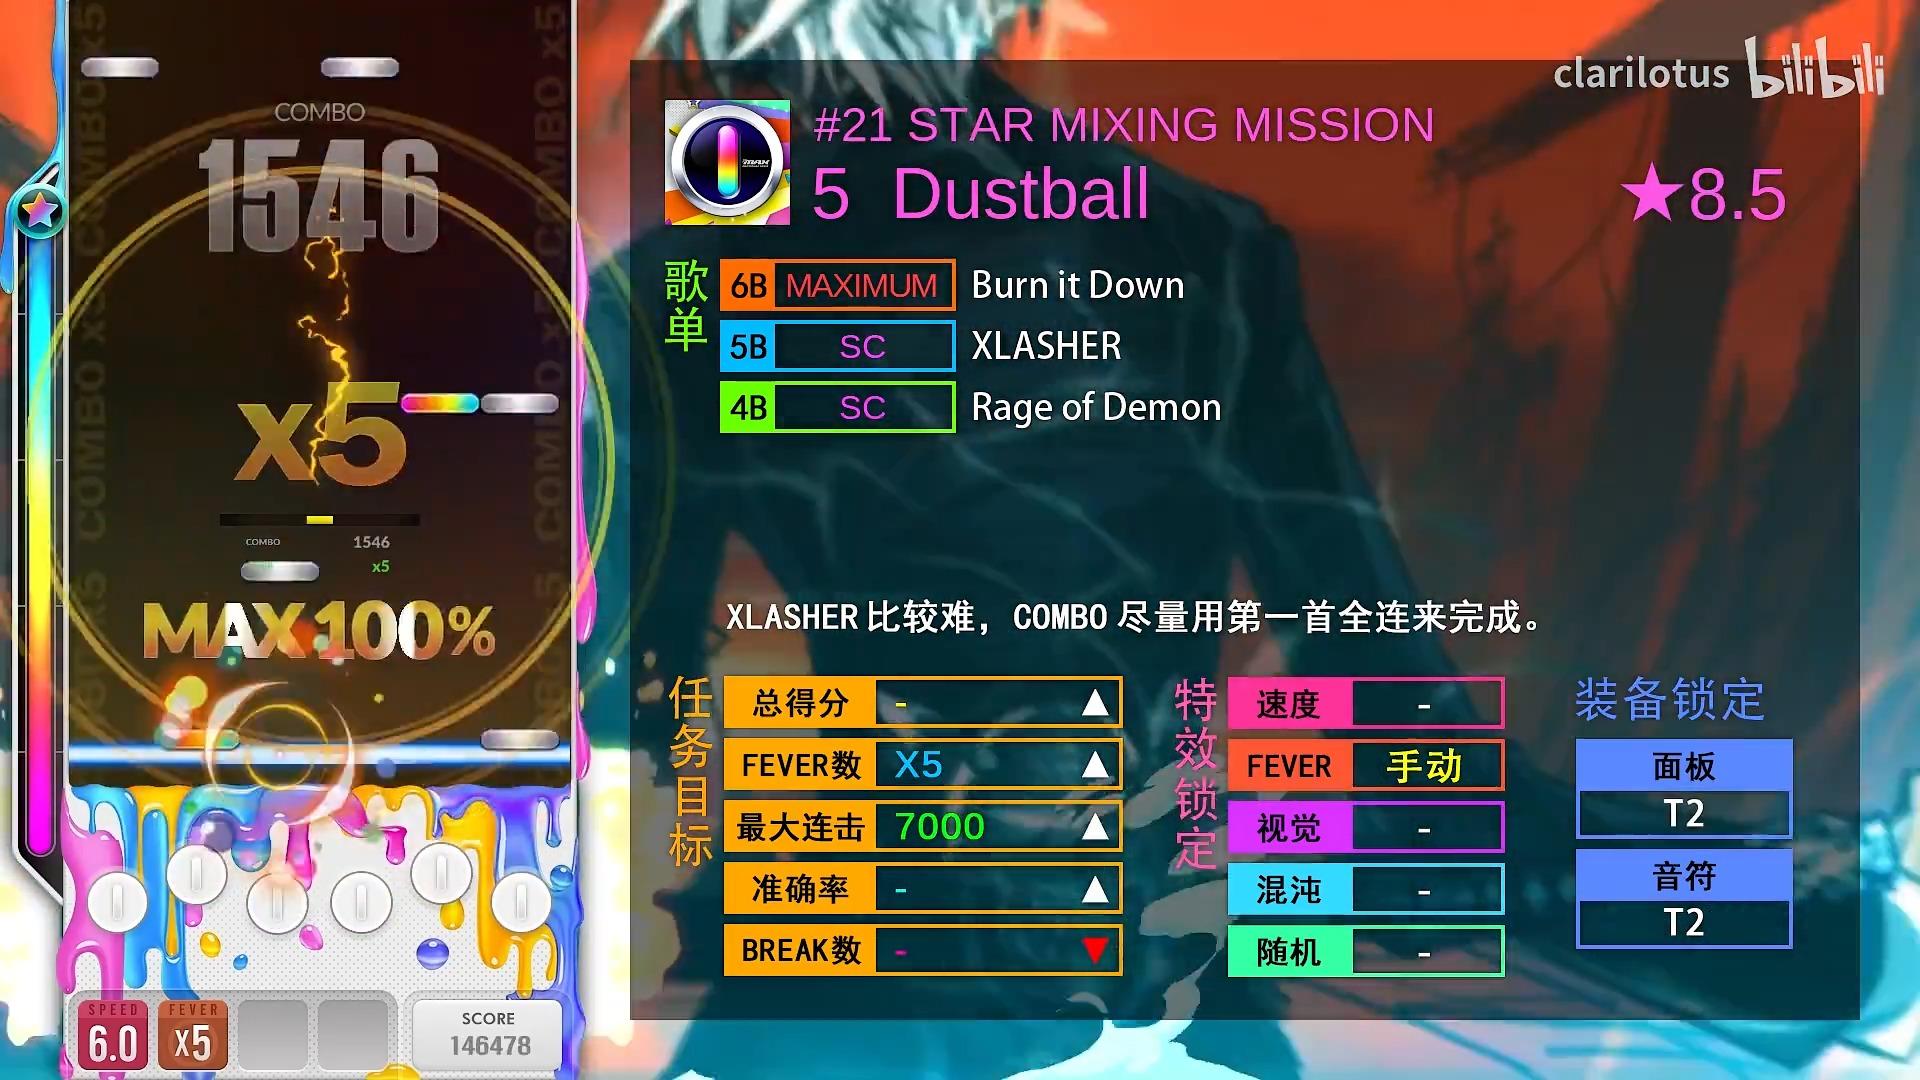 COMBO
1546
x5
COMBO 1546
x5
MAX 100%
SPEED
6.0
FEVER
x5
SCORE
146478
clarilotus bilibili
#21 STAR MIXING MISSION
5 Dustball
★8.5
歌单
6B MAXIMUM Burn it Down
5B SC XLASHER
4B SC Rage of Demon
XLASHER 比较难，COMBO 尽量用第一首全连来完成。
任务目标
总得分 - ▲
FEVER数 X5 ▲
最大连击 7000 ▲
准确率 - ▲
BREAK数 - ▼
特效锁定
速度 -
FEVER 手动
视觉 -
混沌 -
随机 -
装备锁定
面板
T2
音符
T2